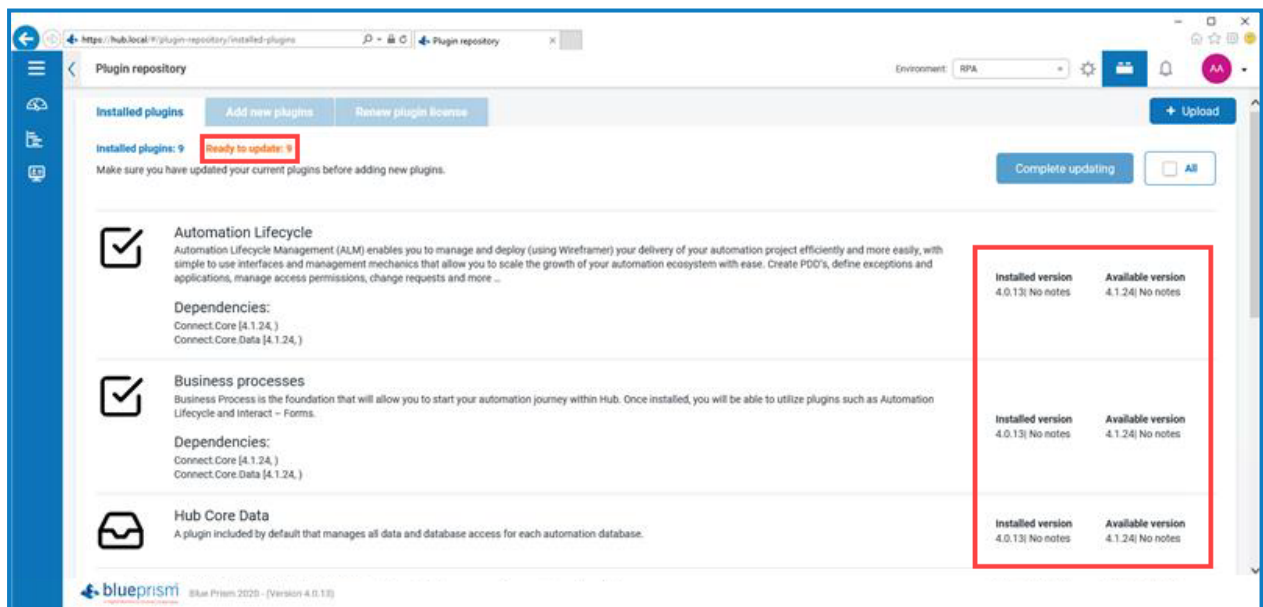 https://hub.local/#/plugin-repository/installed-plugins
Plugin repository
Plugin repository
Environment: RPA
AA
Installed plugins
Add new plugins
Renew plugin license
+ Upload
Installed plugins: 9 Ready to update: 9
Make sure you have updated your current plugins before adding new plugins.
Complete updating
All
Automation Lifecycle
Automation Lifecycle Management (ALM) enables you to manage and deploy (using Wireframer) your delivery of your automation project efficiently and more easily, with
simple to use interfaces and management mechanics that allow you to scale the growth of your automation ecosystem with ease. Create PDD's, define exceptions and
applications, manage access permissions, change requests and more ...
Installed version Available version
4.0.13| No notes 4.1.24| No notes
Dependencies:
Connect.Core [4.1.24, )
Connect.Core.Data [4.1.24, )
Business processes
Business Process is the foundation that will allow you to start your automation journey within Hub. Once installed, you will be able to utilize plugins such as Automation
Lifecycle and Interact – Forms.
Installed version Available version
4.0.13| No notes 4.1.24| No notes
Dependencies:
Connect.Core [4.1.24, )
Connect.Core.Data [4.1.24, )
Hub Core Data
A plugin included by default that manages all data and database access for each automation database.
Installed version Available version
4.0.13| No notes 4.1.24| No notes
blueprism
Blue Prism 2020 - (Version 4.0.13)